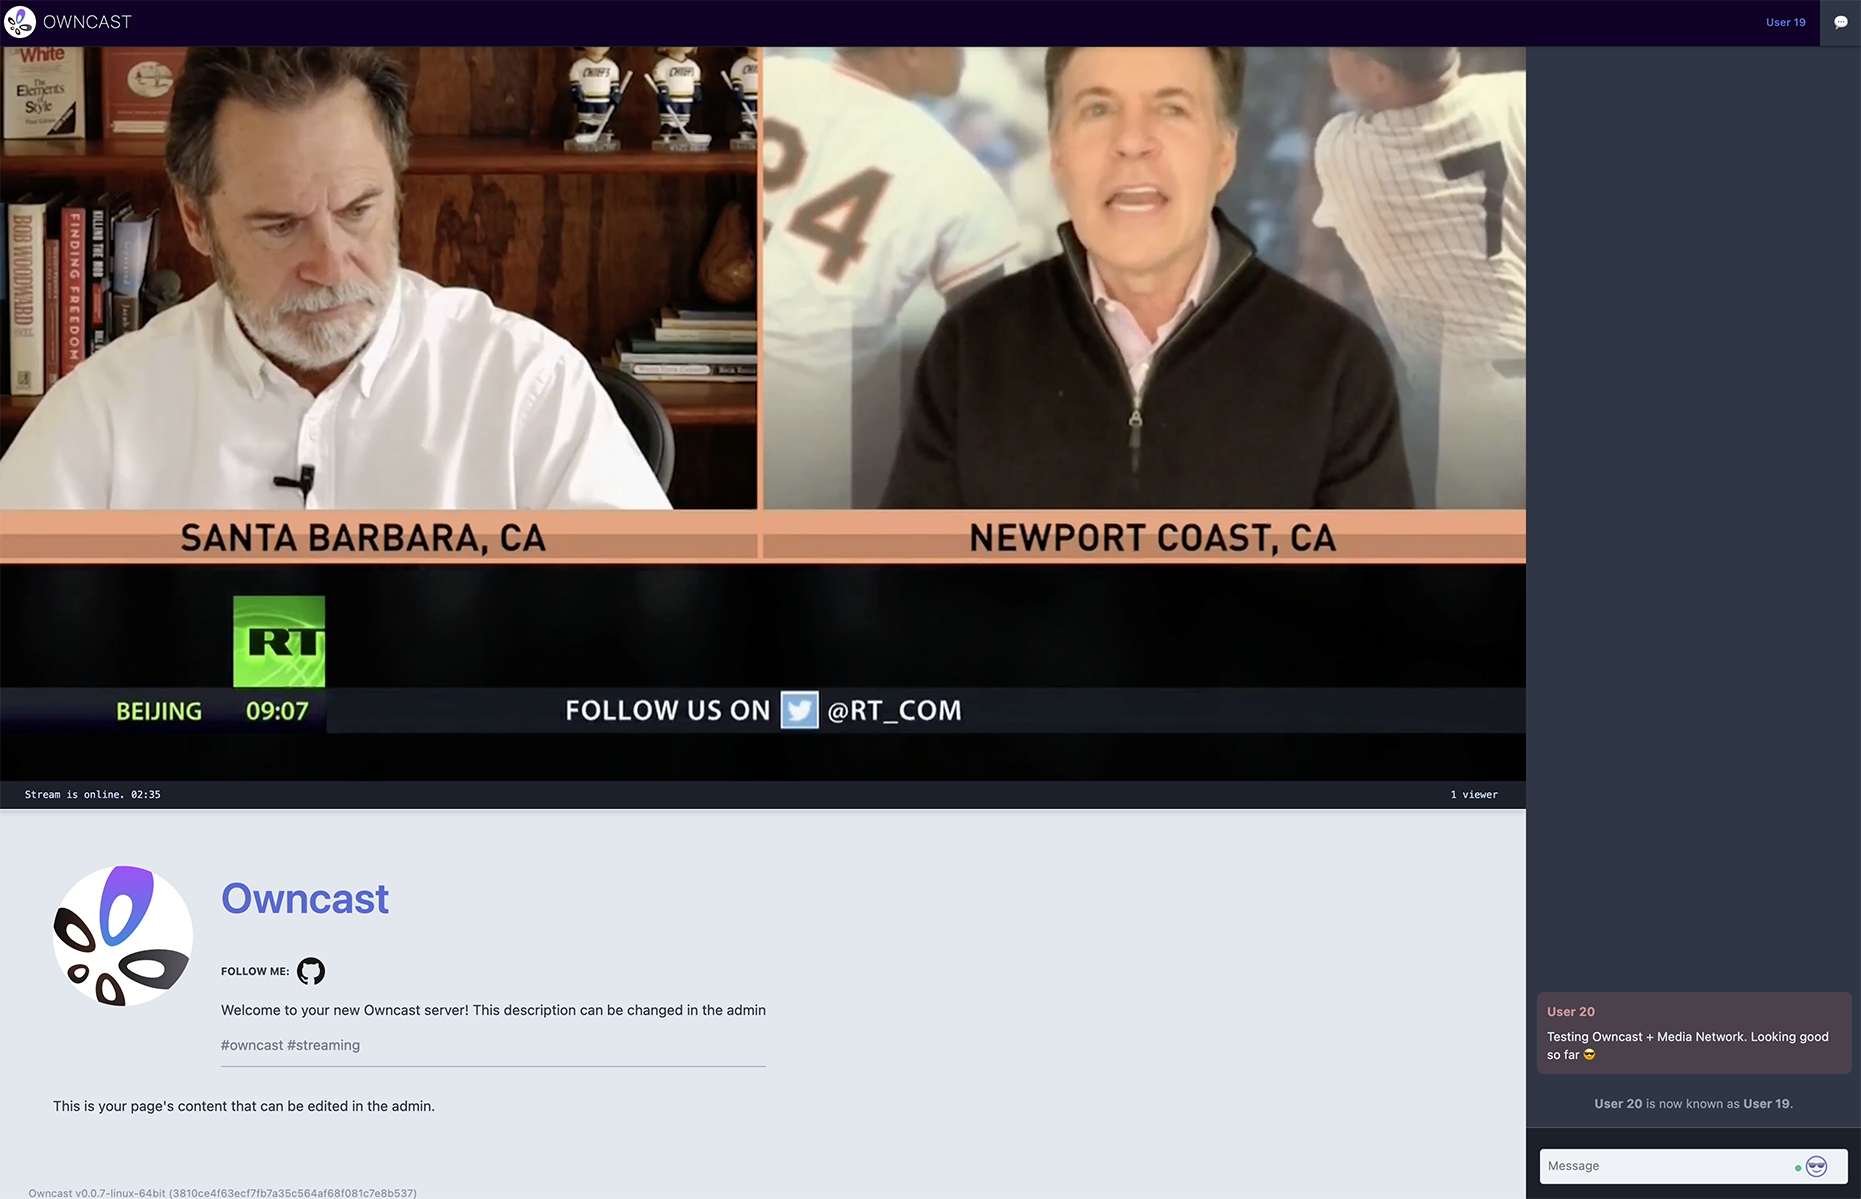 OWNCAST
User 19
White
The
Elements
of
Style
CHIEFS
CHIEFS
BOB WOODWARD
FINDING FREEDOM
KILLING THE MOB
24
7
SANTA BARBARA, CA
NEWPORT COAST, CA
RT
BEIJING 09:07
FOLLOW US ON @RT_COM
Stream is online. 02:35
1 viewer
Owncast
FOLLOW ME:
Welcome to your new Owncast server! This description can be changed in the admin
#owncast #streaming
This is your page's content that can be edited in the admin.
Owncast v0.0.7-linux-64bit (3810ce4f63ecf7fb7a35c564af68f081c7e8b537)
User 20
Testing Owncast + Media Network. Looking good
so far 😎
User 20 is now known as User 19.
Message